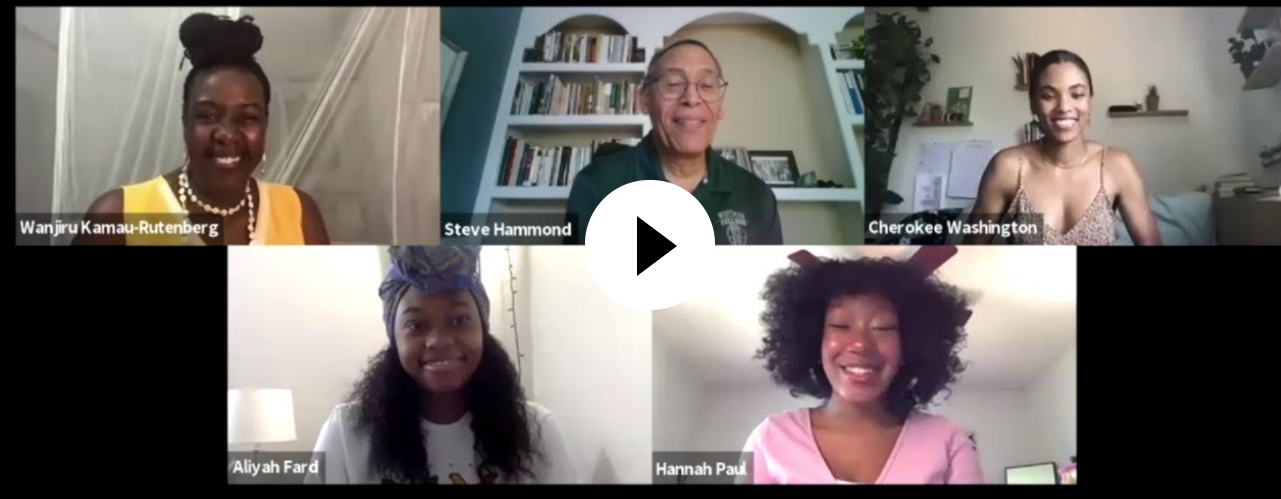 Wanjiru Kamau-Rutenberg
Steve Hammond
Cherokee Washington
Aliyah Fard
Hannah Paul